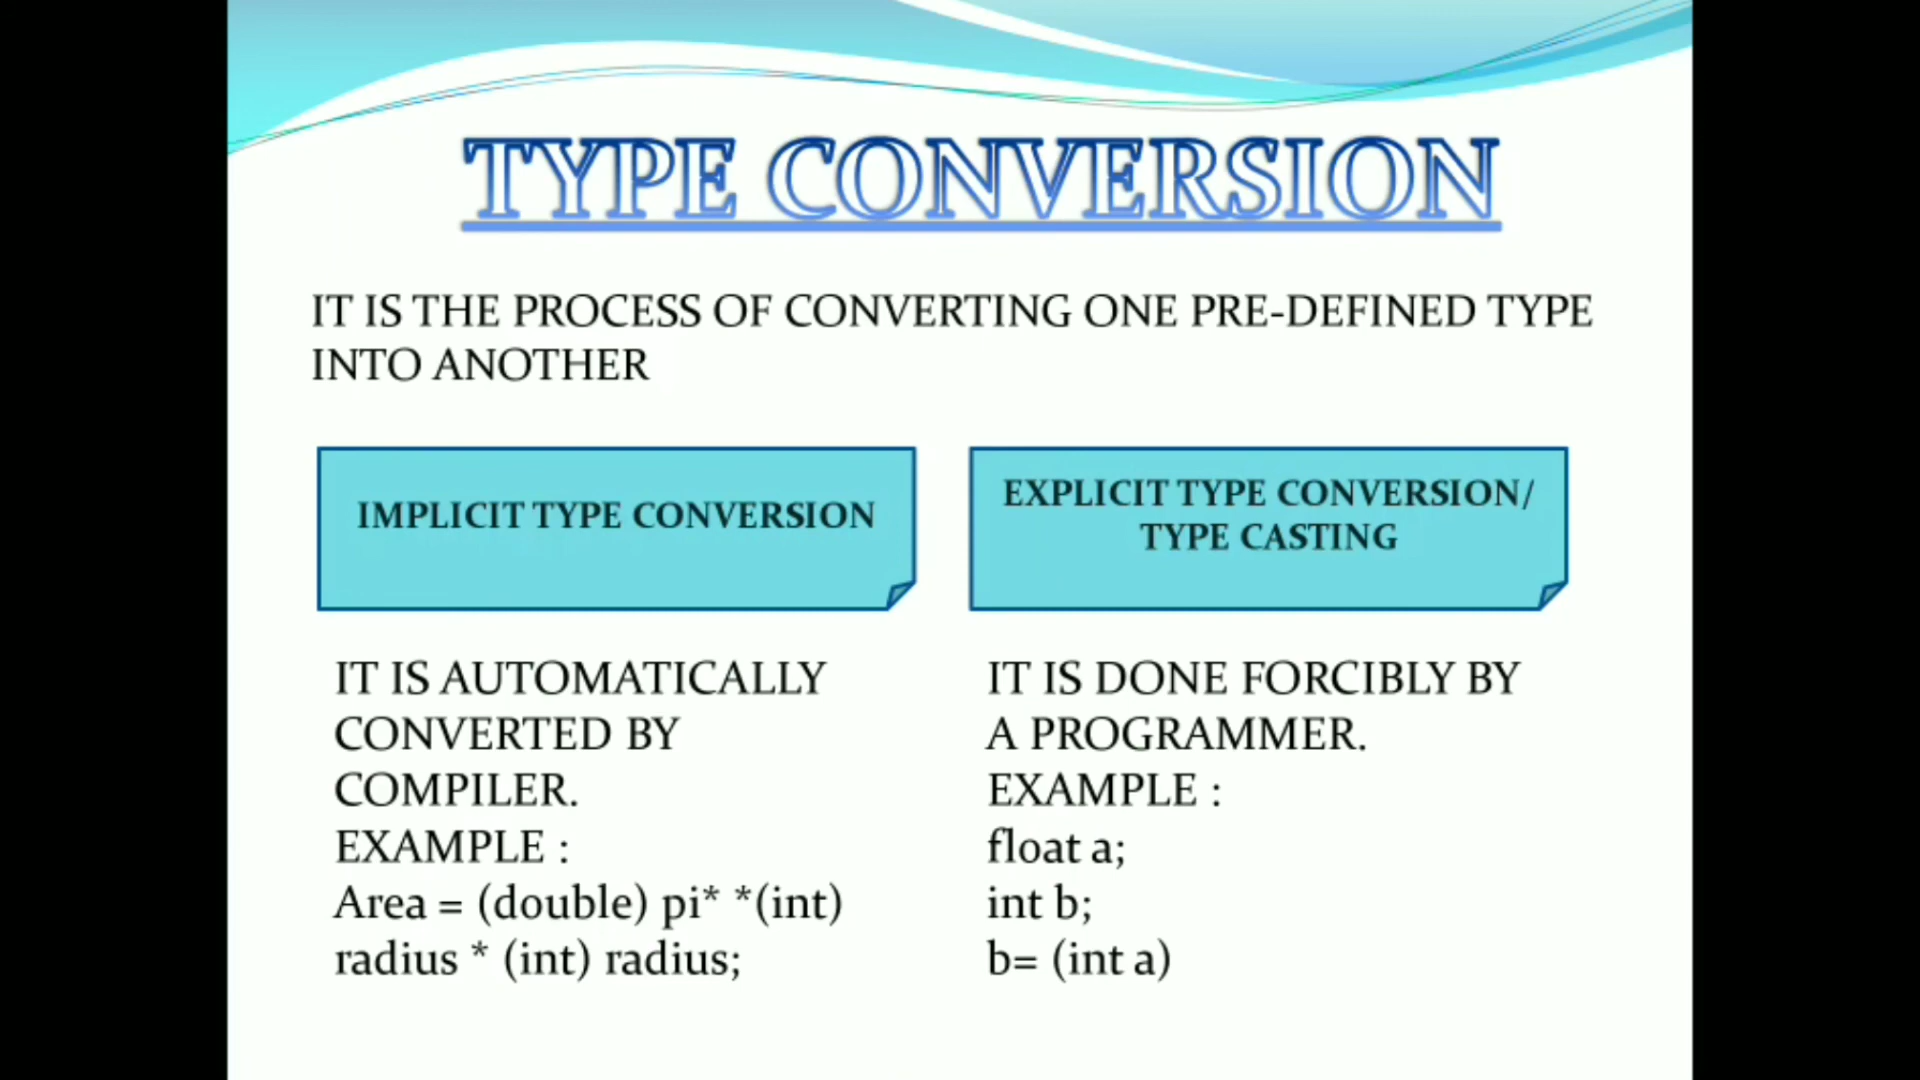 TYPE CONVERSION
IT IS THE PROCESS OF CONVERTING ONE PRE-DEFINED TYPE
INTO ANOTHER
IMPLICIT TYPE CONVERSION
IT IS AUTOMATICALLY
CONVERTED BY
COMPILER.
EXAMPLE :
Area = (double) pi* *(int)
radius * (int) radius;
EXPLICIT TYPE CONVERSION/
TYPE CASTING
IT IS DONE FORCIBLY BY
A PROGRAMMER.
EXAMPLE :
float a;
int b;
b= (int a)